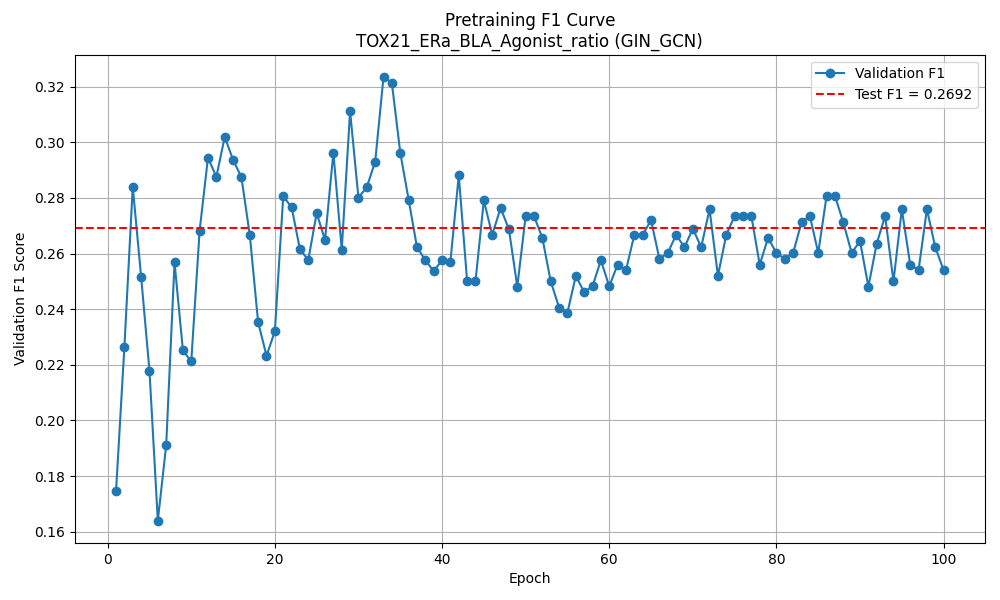 Pretraining F1 Curve
TOX21_ERa_BLA_Agonist_ratio (GIN_GCN)
Validation F1
Test F1 = 0.2692
Validation F1 Score
0.32
0.30
0.28
0.26
0.24
0.22
0.20
0.18
0.16
0 20 40 60 80 100
Epoch